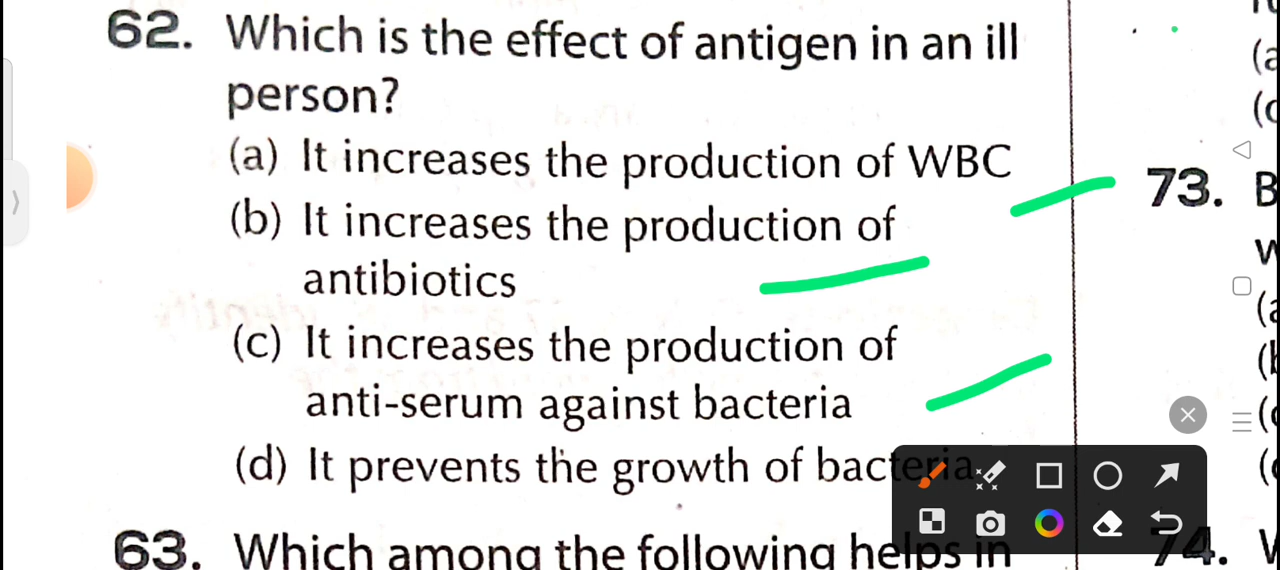 62. Which is the effect of antigen in an ill
person?
(a) It increases the production of WBC
(b) It increases the production of
antibiotics
(c) It increases the production of
anti-serum against bacteria
(d) It prevents the growth of bacteria
63. Which among the following helps in
(a
(c
73. B
(a
(b
(c
74.